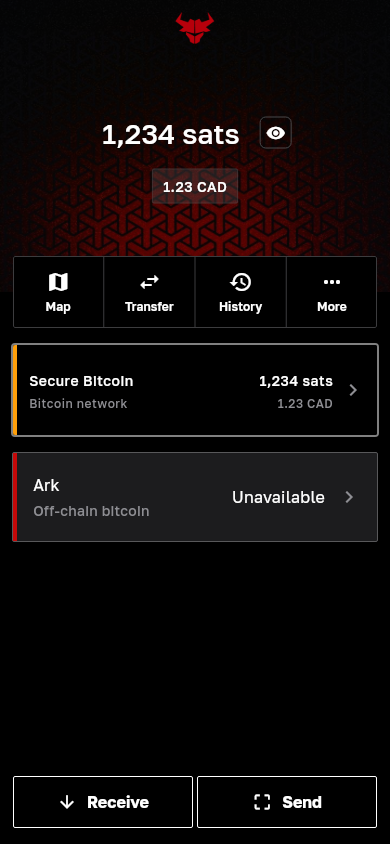 1,234 sats
1.23 CAD
Map Transfer History More
Secure Bitcoin 1,234 sats
Bitcoin network 1.23 CAD
Ark Unavailable
Off-chain bitcoin
Receive Send